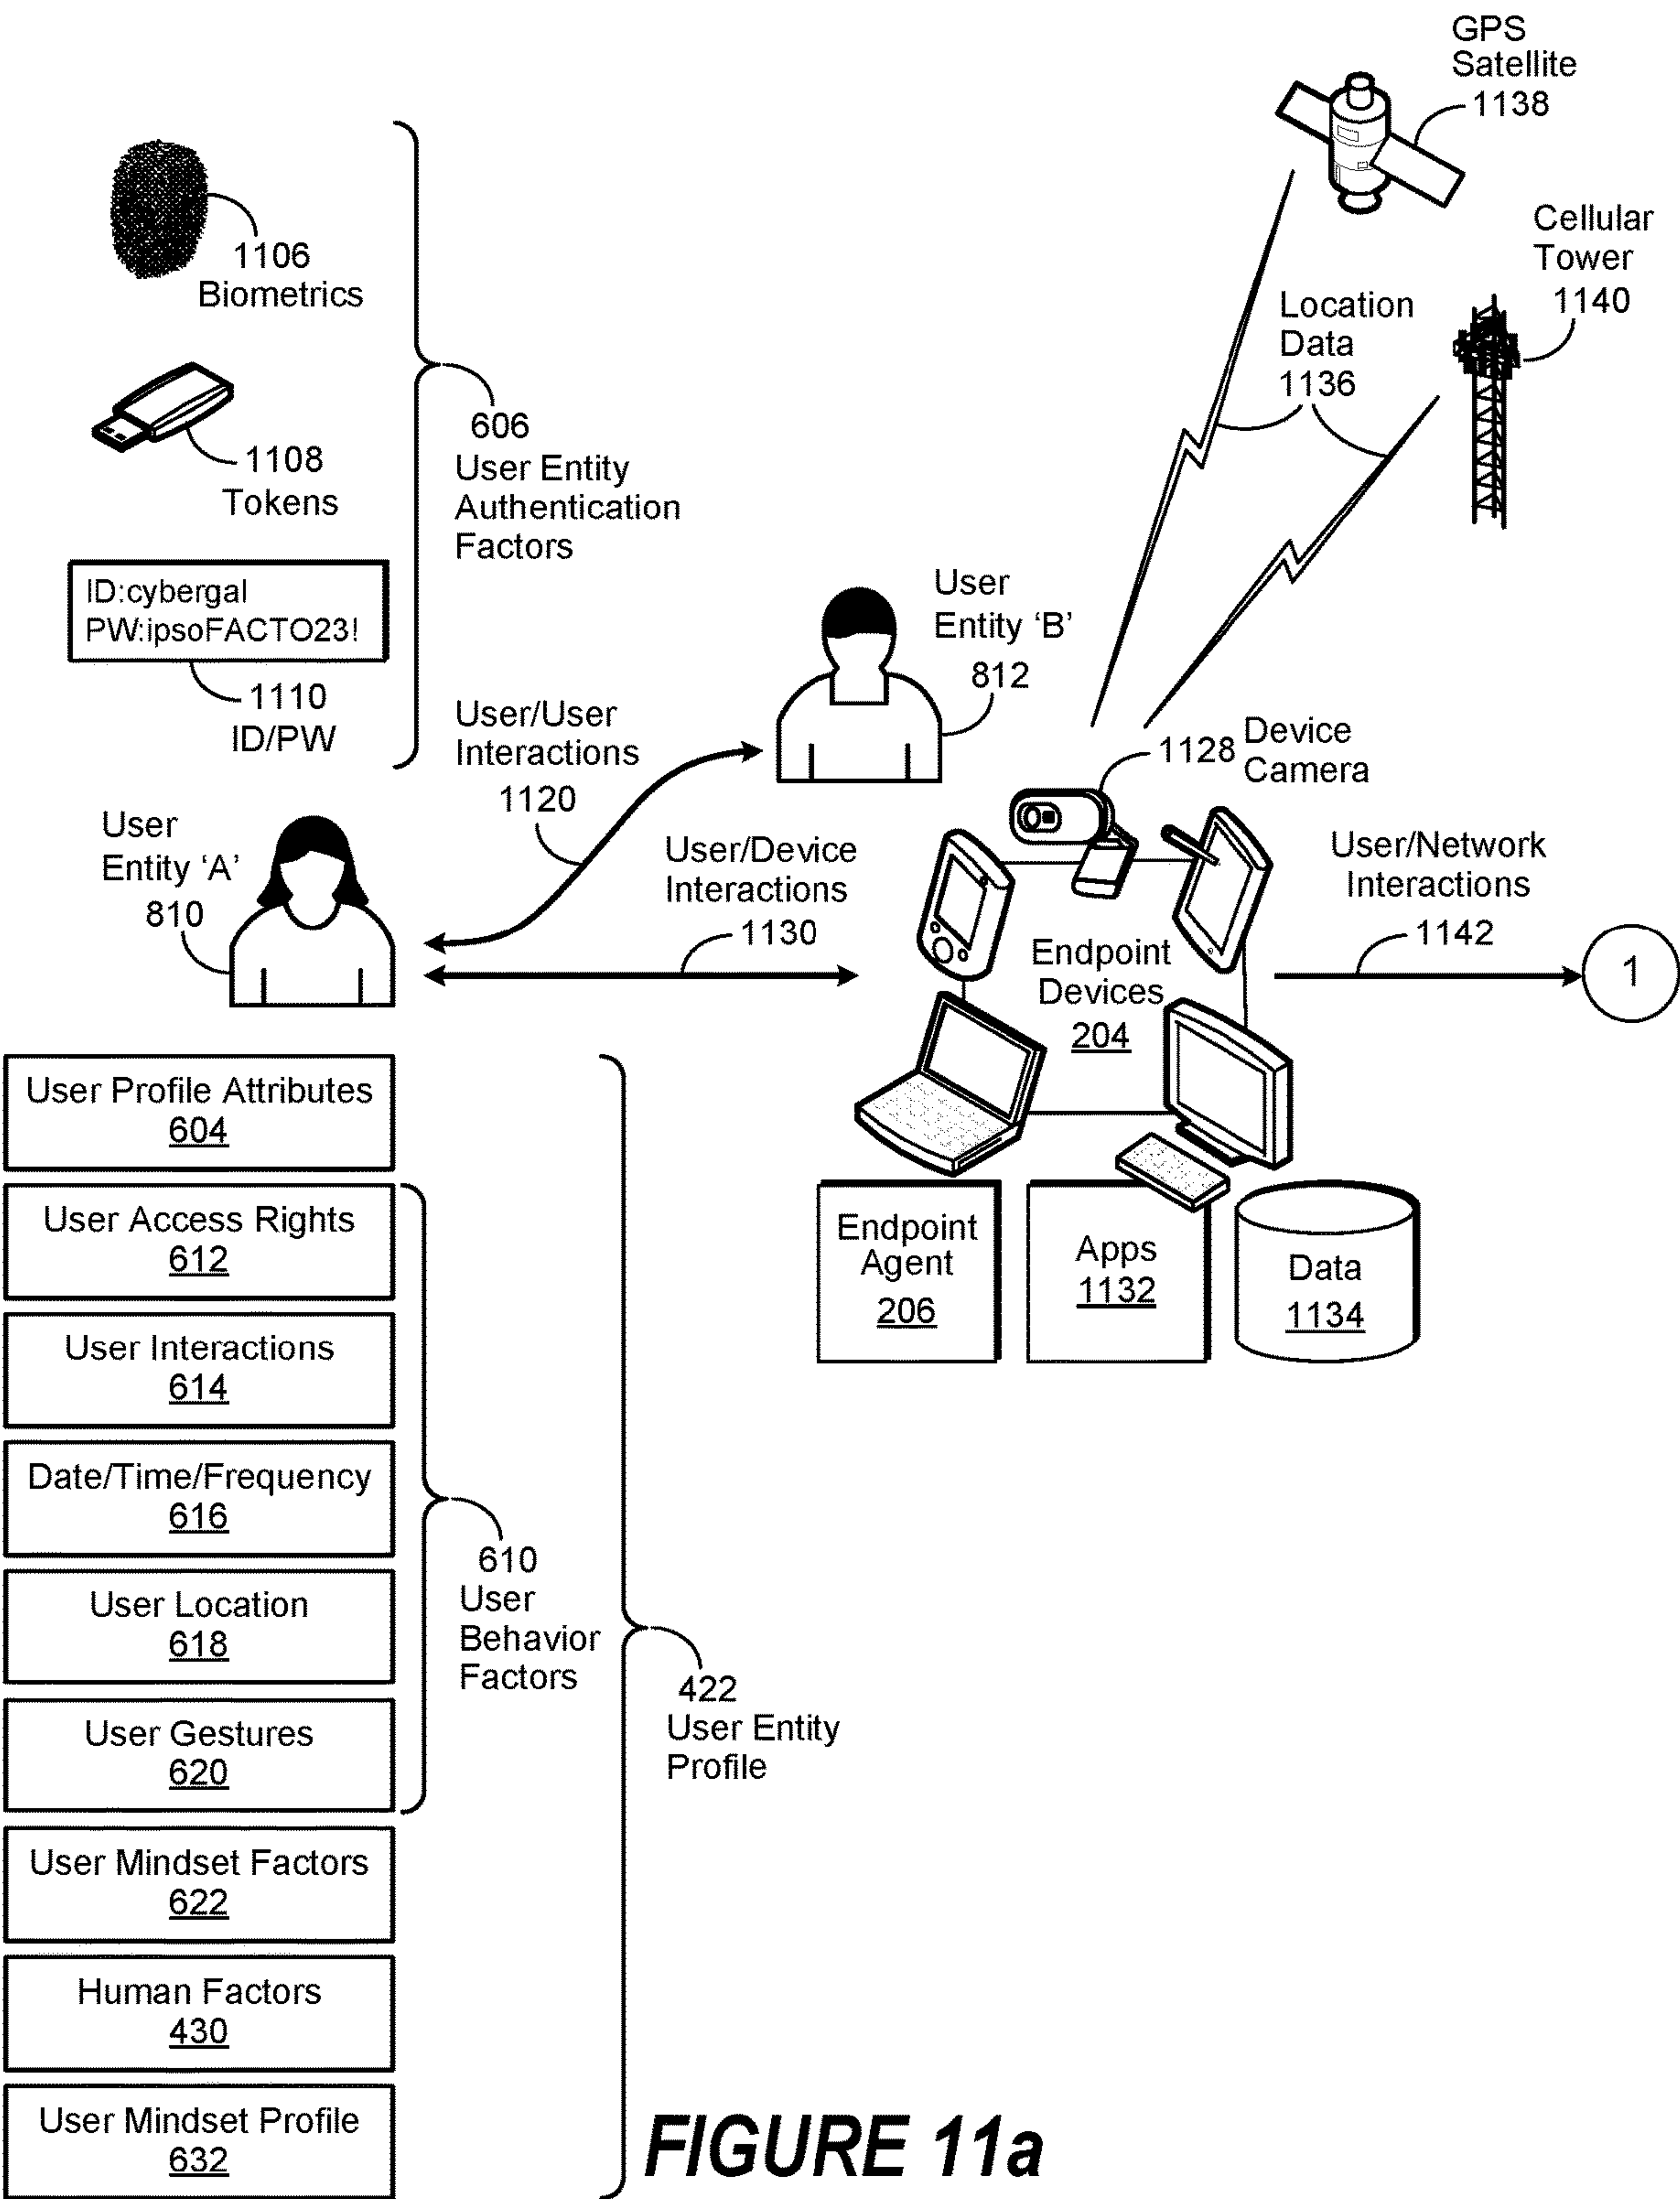 GPS
Satellite
1138
Cellular
Tower
1140
Location
Data
1136
1106
Biometrics
1108
Tokens
ID:cybergal
PW:ipsoFACTO23!
1110
ID/PW
606
User Entity
Authentication
Factors
User
Entity ‘B’
812
User/User
Interactions
1120
1128
Device
Camera
User
Entity ‘A’
810
User/Device
Interactions
1130
Endpoint
Devices
204
User/Network
Interactions
1142
1
Endpoint
Agent
206
Apps
1132
Data
1134
User Profile Attributes
604
User Access Rights
612
User Interactions
614
Date/Time/Frequency
616
User Location
618
User Gestures
620
610
User
Behavior
Factors
User Mindset Factors
622
Human Factors
430
User Mindset Profile
632
422
User Entity
Profile
FIGURE 11a